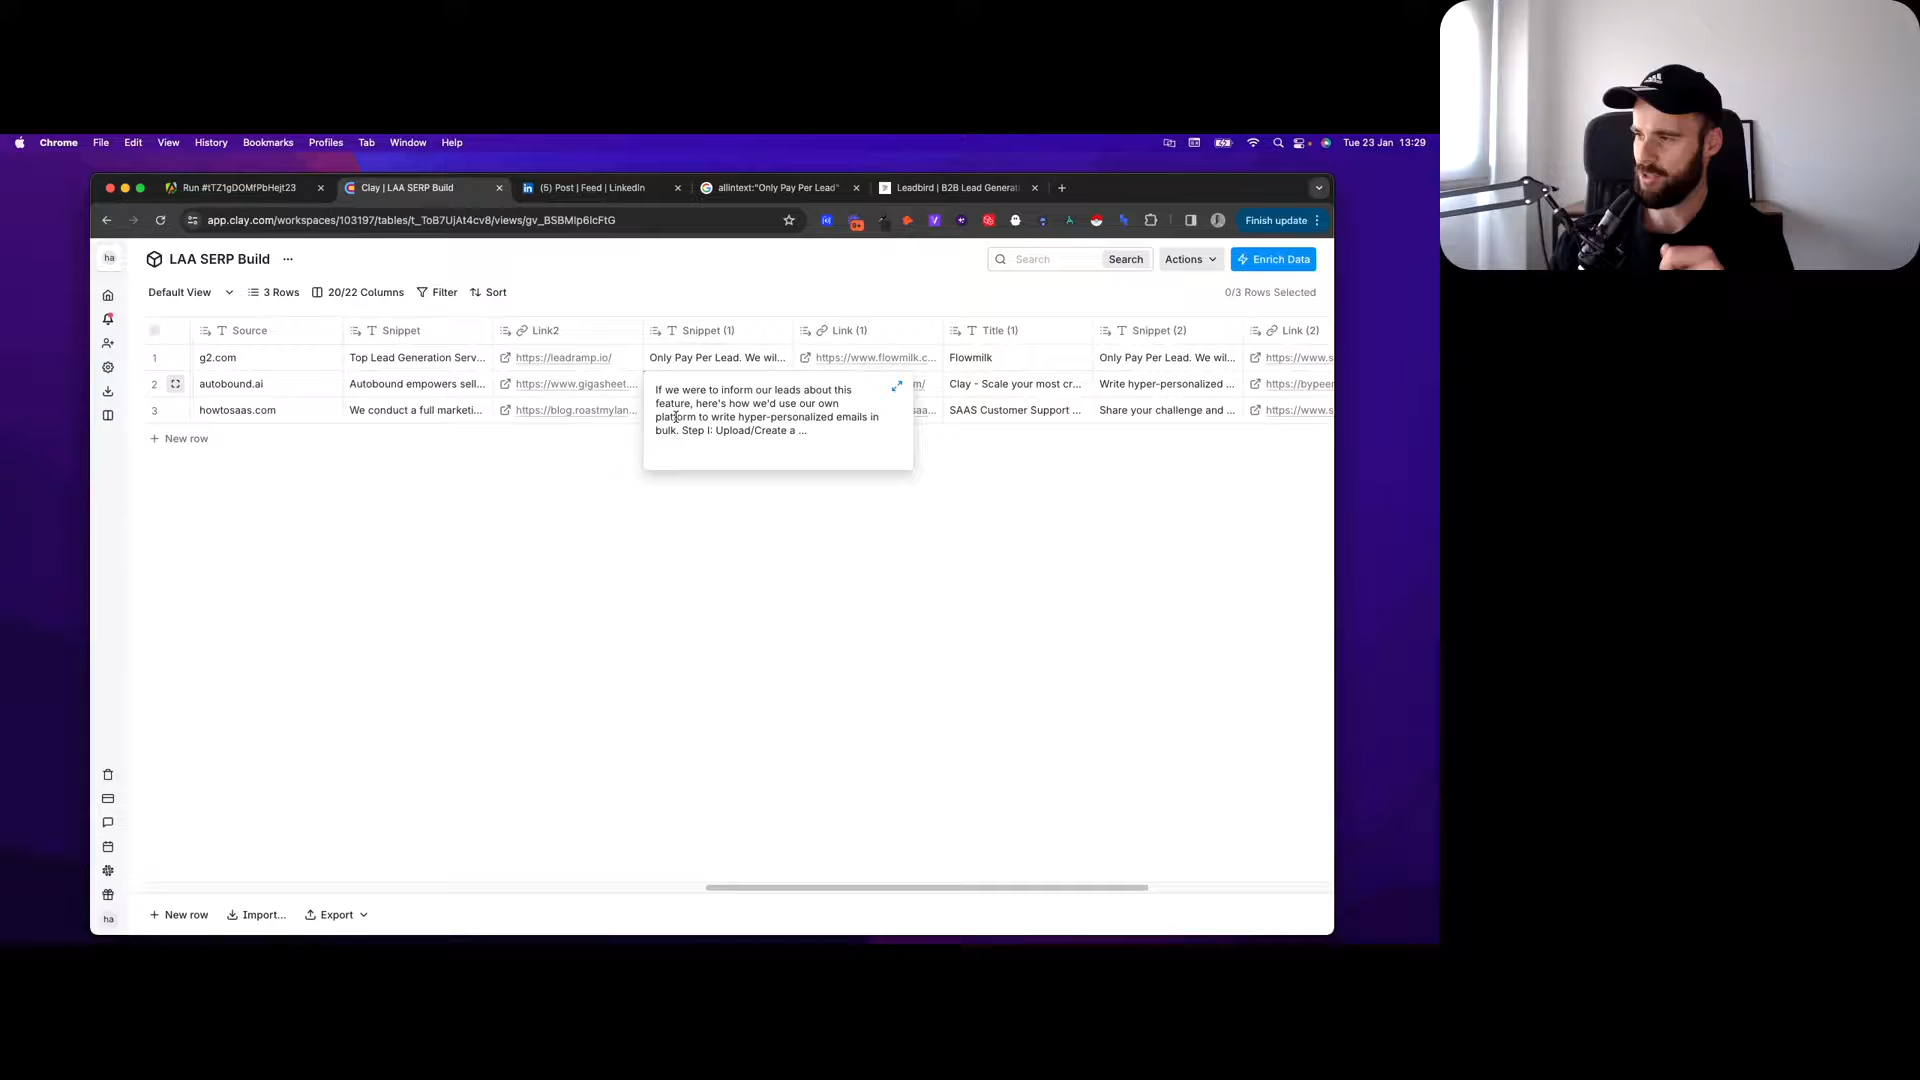 Chrome File Edit View History Bookmarks Profiles Tab Window Help Tue 23 Jan 13:29
Run #tTZ1gDOMfPbHejt23 Clay | LAA SERP Build (5) Post | Feed | LinkedIn allintext:"Only Pay Per Lead" Leadbird | B2B Lead Generati
app.clay.com/workspaces/103197/tables/t_ToB7UjAt4cv8/views/gv_BSBMlp6lcFtG 9+ Finish update
ha LAA SERP Build ... Search Search Actions Enrich Data
Default View 3 Rows 20/22 Columns Filter Sort 0/3 Rows Selected
Source Snippet Link2 Snippet (1) Link (1) Title (1) Snippet (2) Link (2)
1 g2.com Top Lead Generation Serv... https://leadramp.io/ Only Pay Per Lead. We wil... https://www.flowmilk.c... Flowmilk Only Pay Per Lead. We wil... https://www.s
2 autobound.ai Autobound empowers sell... https://www.gigasheet.... m/ Clay - Scale your most cr... Write hyper-personalized ... https://bypeer
3 howtosaas.com We conduct a full marketi... https://blog.roastmylan... saa... SAAS Customer Support ... Share your challenge and ... https://www.s
If we were to inform our leads about this
feature, here's how we'd use our own
platform to write hyper-personalized emails in
bulk. Step I: Upload/Create a ...
+ New row
+ New row Import... Export
ha